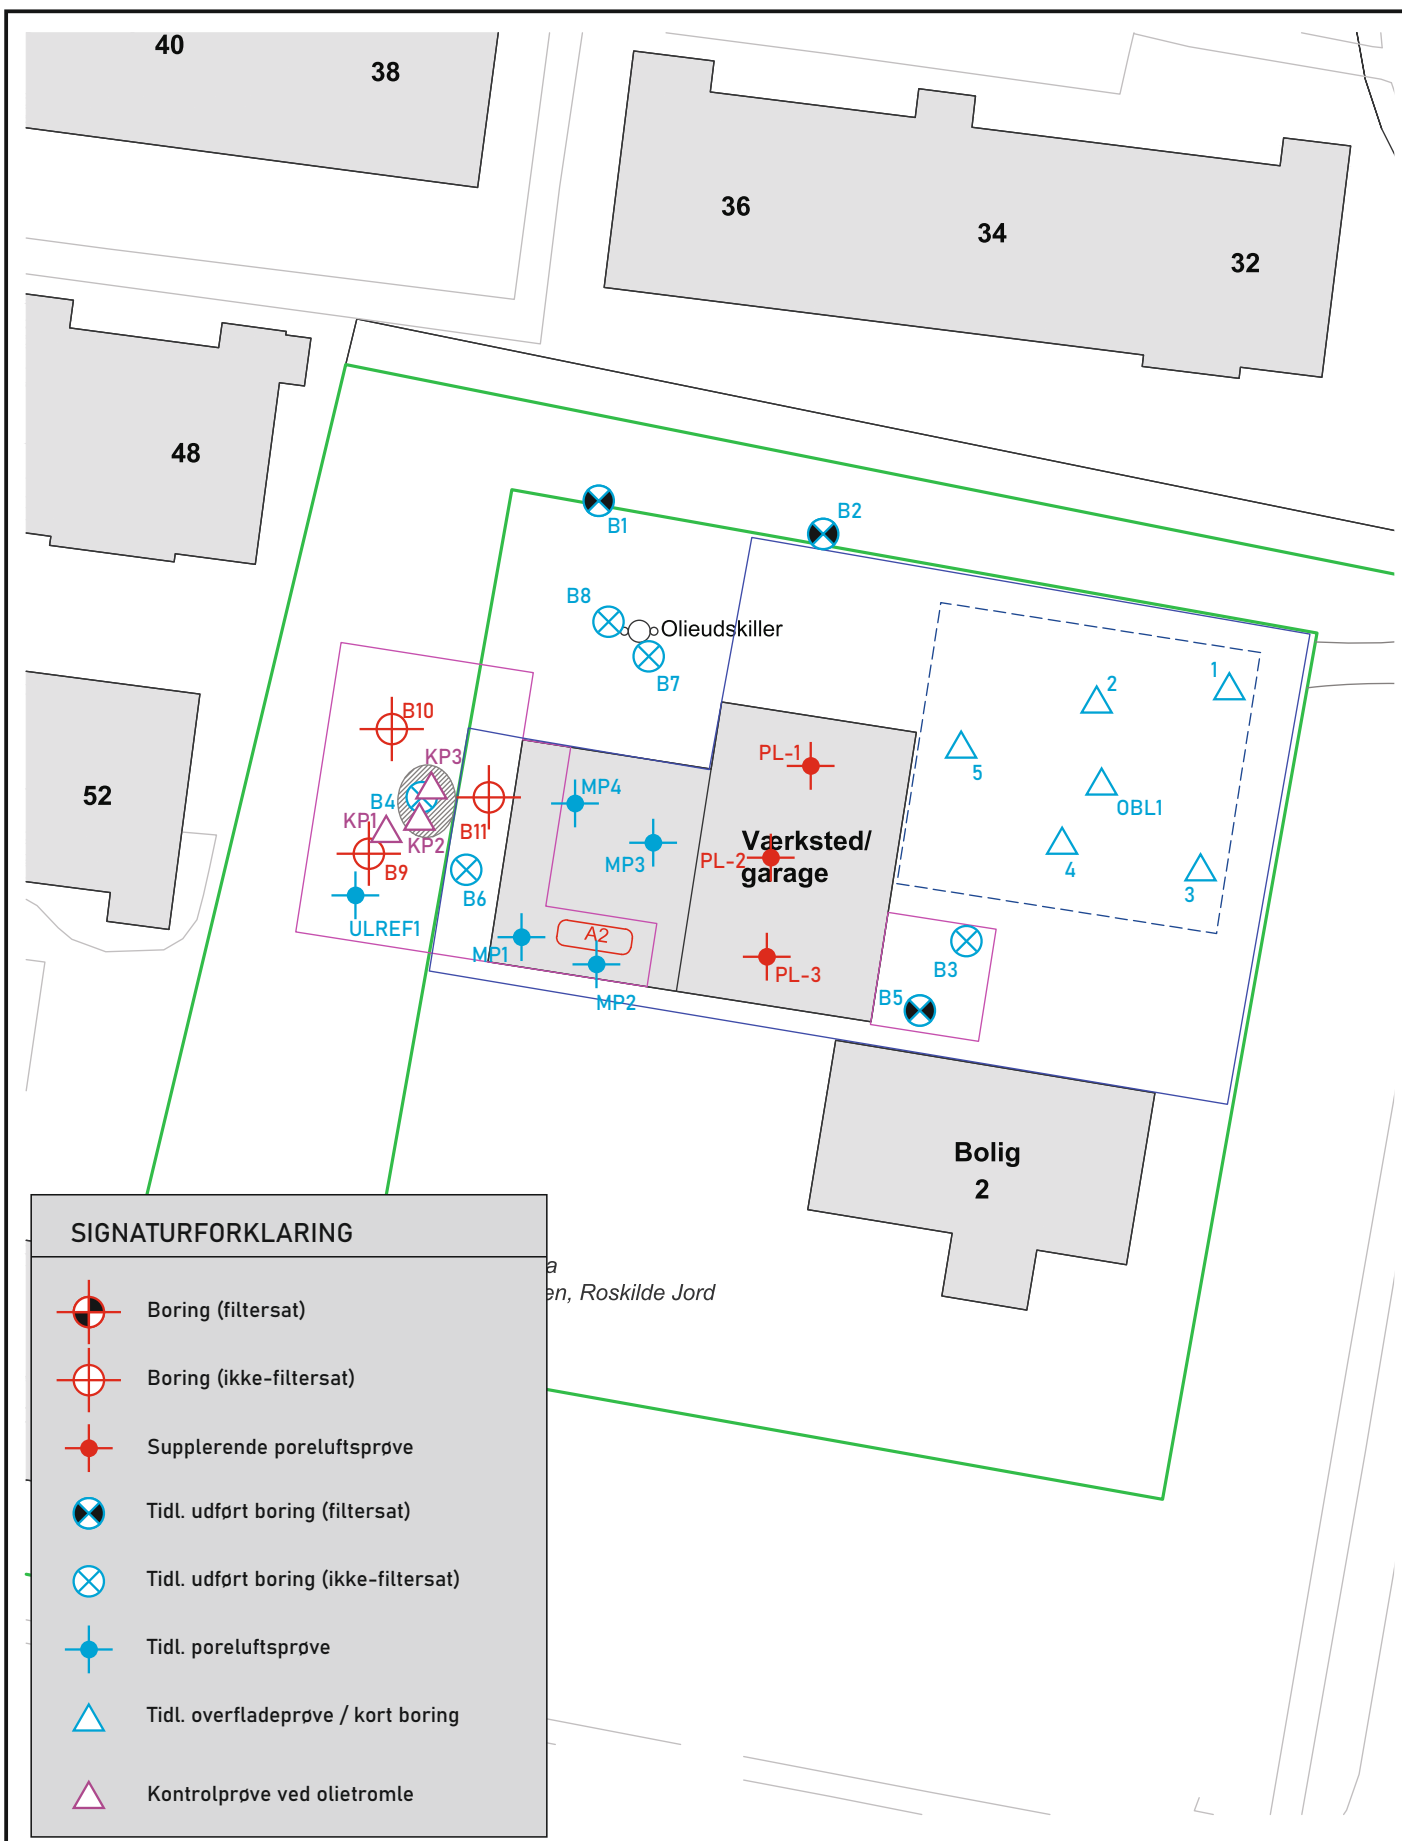 40
38
36
34
32
48
B1
B2
B8
Olieudskiller
B7
1
2
B10
5
PL-1
KP3
52
B4
MP4
OBL1
KP1
B11
KP2
Værksted/
MP3
PL-2
4
garage
B9
B6
3
ULREF1
A2
MP1
B3
PL-3
MP2
B5
Bolig
2
SIGNATURFORKLARING
a
en, Roskilde Jord
Boring (filtersat)
Boring (ikke-filtersat)
Supplerende poreluftsprøve
Tidl. udført boring (filtersat)
Tidl. udført boring (ikke-filtersat)
Tidl. poreluftsprøve
Tidl. overfladeprøve / kort boring
Kontrolprøve ved olietromle